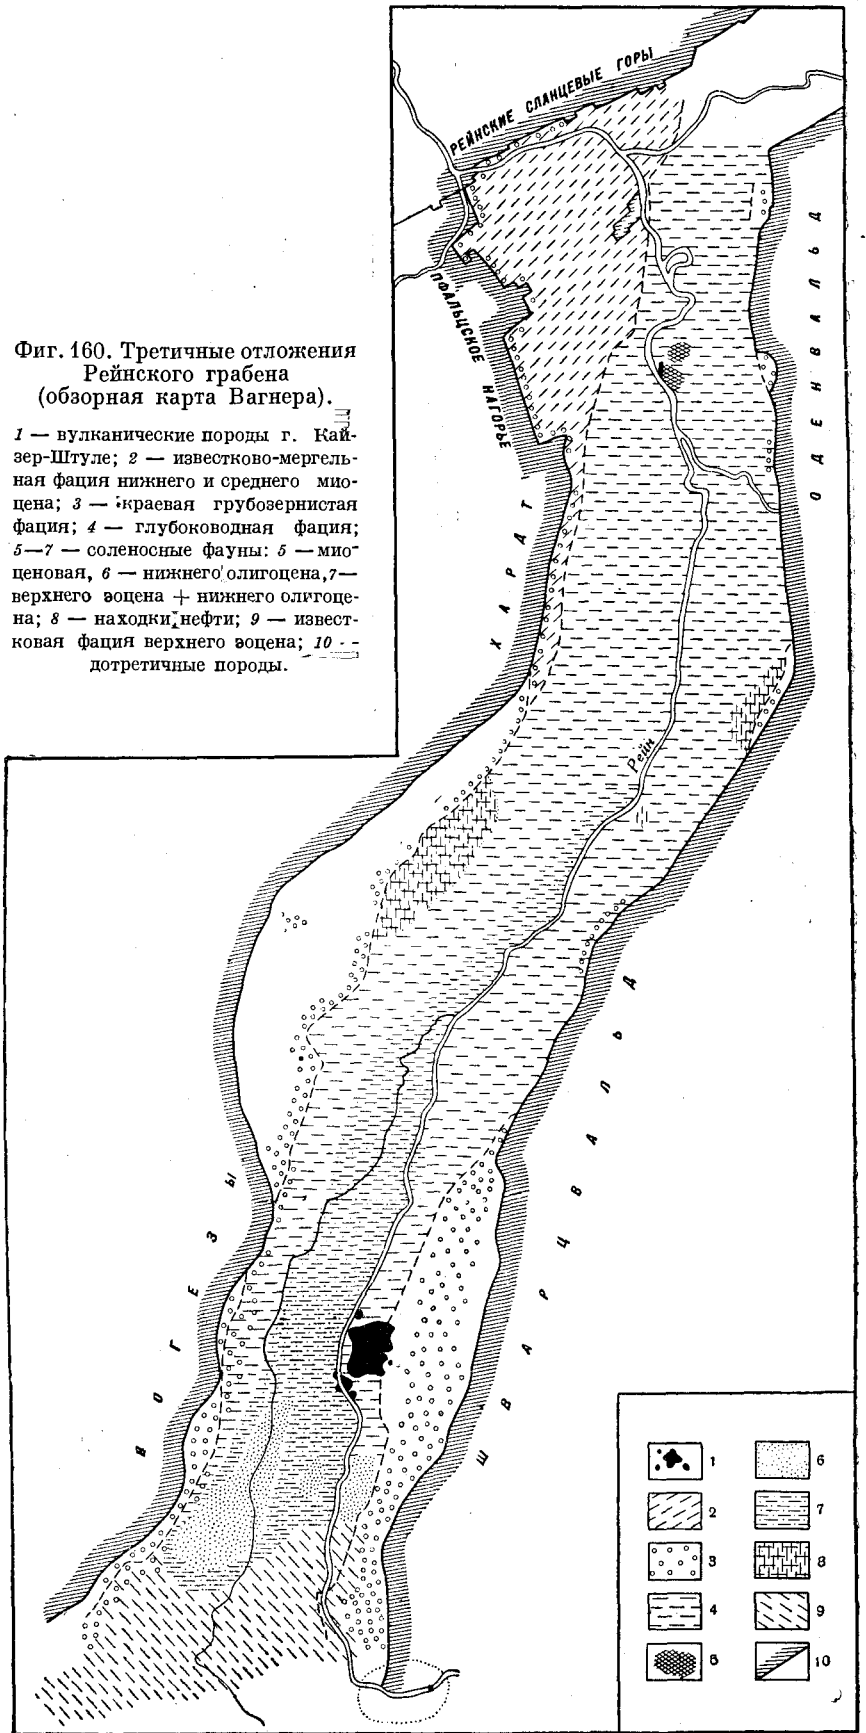 РЕЙНСКИЕ СЛАНЦЕВЫЕ ГОРЫ
ПФАЛЬЦСКОЕ НАГОРЬЕ
ОДЕНВАЛЬД
Фиг. 160. Третичные отложения
Рейнского грабена
(обзорная карта Вагнера).
1 — вулканические породы г. Кай-
зер-Штуле; 2 — известково-мергель-
ная фация нижнего и среднего мио-
цена; 3 — краевая грубозернистая
фация; 4 — глубоководная фация;
5—7 — соленосные фауны: 5 — мио-
ценовая, 6 — нижнего олигоцена, 7—
верхнего эоцена + нижнего олигоце-
на; 8 — находки нефти; 9 — извест-
ковая фация верхнего эоцена; 10 —
дотретичные породы.
ХАРДТ
Рейн
ВОГЕЗЫ
ШВАРЦВАЛЬД
1 6
2 7
3 8
4 9
5 10